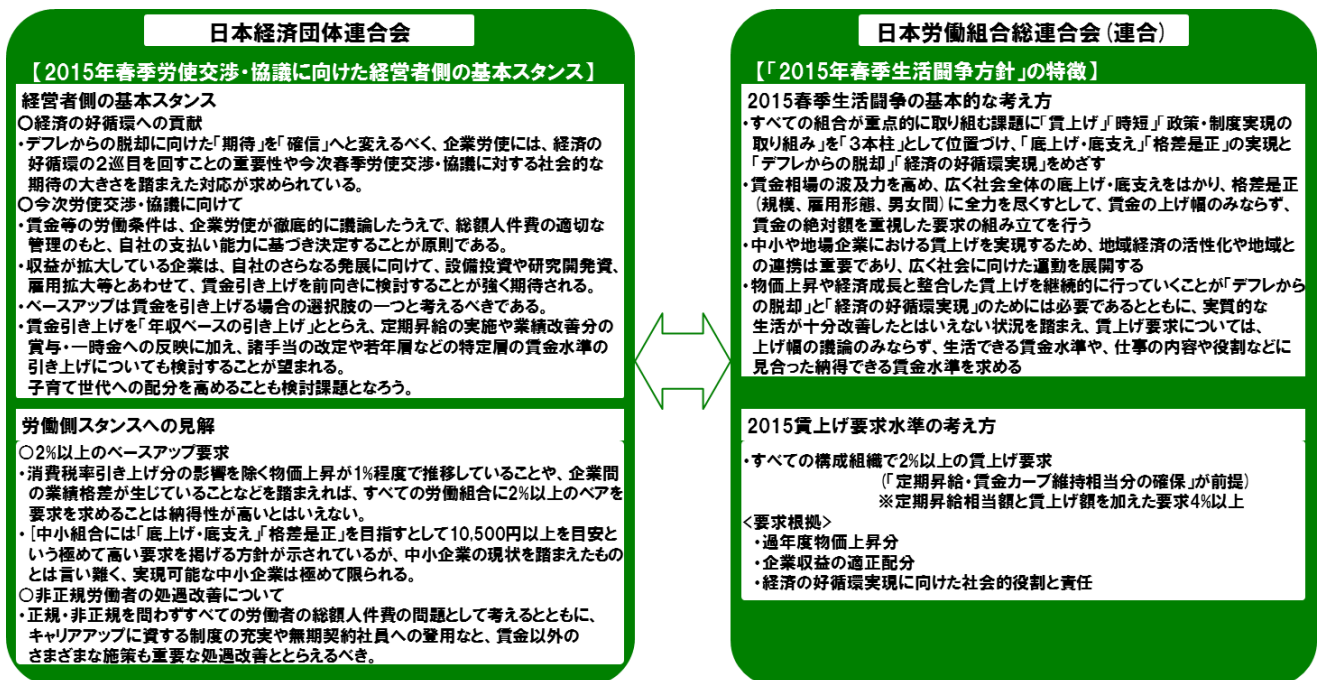 日本経済団体連合会
【2015年春季労使交渉・協議に向けた経営者側の基本スタンス】
経営者側の基本スタンス
○経済の好循環への貢献
・デフレからの脱却に向けた「期待」を「確信」へと変えるべく、企業労使には、経済の
好循環の2巡目を回すことの重要性や今次春季労使交渉・協議に対する社会的な
期待の大きさを踏まえた対応が求められている。
○今次労使交渉・協議に向けて
・賃金等の労働条件は、企業労使が徹底的に議論したうえで、総額人件費の適切な
管理のもと、自社の支払い能力に基づき決定することが原則である。
・収益が拡大している企業は、自社のさらなる発展に向けて、設備投資や研究開発資、
雇用拡大等とあわせて、賃金引き上げを前向きに検討することが強く期待される。
・ベースアップは賃金を引き上げる場合の選択肢の一つと考えるべきである。
・賃金引き上げを「年収ベースの引き上げ」ととらえ、定期昇給の実施や業績改善分の
賞与・一時金への反映に加え、諸手当の改定や若年層などの特定層の賃金水準の
引き上げについても検討することが望まれる。
子育て世代への配分を高めることも検討課題となろう。
労働側スタンスへの見解
○2%以上のベースアップ要求
・消費税率引き上げ分の影響を除く物価上昇が1%程度で推移していることや、企業間
の業績格差が生じていることなどを踏まえれば、すべての労働組合に2%以上のベアを
要求を求めることは納得性が高いとはいえない。
・[中小組合には「底上げ・底支え」「格差是正」を目指すとして10,500円以上を目安と
いう極めて高い要求を掲げる方針が示されているが、中小企業の現状を踏まえたもの
とは言い難く、実現可能な中小企業は極めて限られる。
○非正規労働者の処遇改善について
・正規・非正規を問わずすべての労働者の総額人件費の問題として考えるとともに、
キャリアアップに資する制度の充実や無期契約社員への登用など、賃金以外の
さまざまな施策も重要な処遇改善ととらえるべき。
日本労働組合総連合会(連合)
【「2015年春季生活闘争方針」の特徴】
2015春季生活闘争の基本的な考え方
・すべての組合が重点的に取り組む課題に「賃上げ」「時短」「政策・制度実現の
取り組み」を「3本柱」として位置づけ、「底上げ・底支え」「格差是正」の実現と
「デフレからの脱却」「経済の好循環実現」をめざす
・賃金相場の波及力を高め、広く社会全体の底上げ・底支えをはかり、格差是正
(規模、雇用形態、男女間)に全力を尽くすとして、賃金の上げ幅のみならず、
賃金の絶対額を重視した要求の組み立てを行う
・中小や地場企業における賃上げを実現するため、地域経済の活性化や地域と
の連携は重要であり、広く社会に向けた運動を展開する
・物価上昇や経済成長と整合した賃上げを継続的に行っていくことが「デフレから
の脱却」と「経済の好循環実現」のためには必要であるとともに、実質的な
生活が十分改善したとはいえない状況を踏まえ、賃上げ要求については、
上げ幅の議論のみならず、生活できる賃金水準や、仕事の内容や役割などに
見合った納得できる賃金水準を求める
2015賃上げ要求水準の考え方
・すべての構成組織で2%以上の賃上げ要求
(「定期昇給・賃金カーブ維持相当分の確保」が前提)
※定期昇給相当額と賃上げ額を加えた要求4%以上
<要求根拠>
・過年度物価上昇分
・企業収益の適正配分
・経済の好循環実現に向けた社会的役割と責任